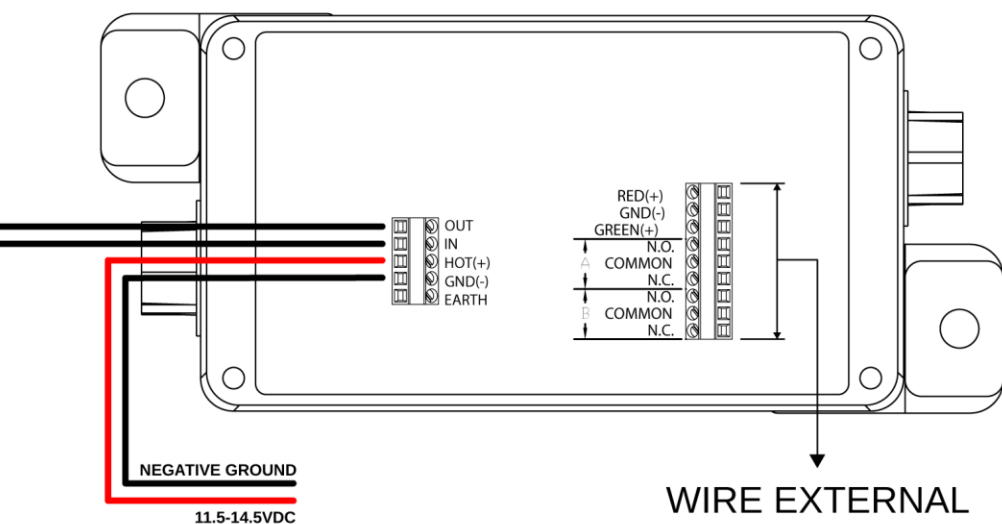 RED(+)
GND(-)
GREEN(+)
N.O.
A COMMON
N.C.
N.O.
B COMMON
N.C.
OUT
IN
HOT(+)
GND(-)
EARTH
NEGATIVE GROUND
11.5-14.5VDC
WIRE EXTERNAL